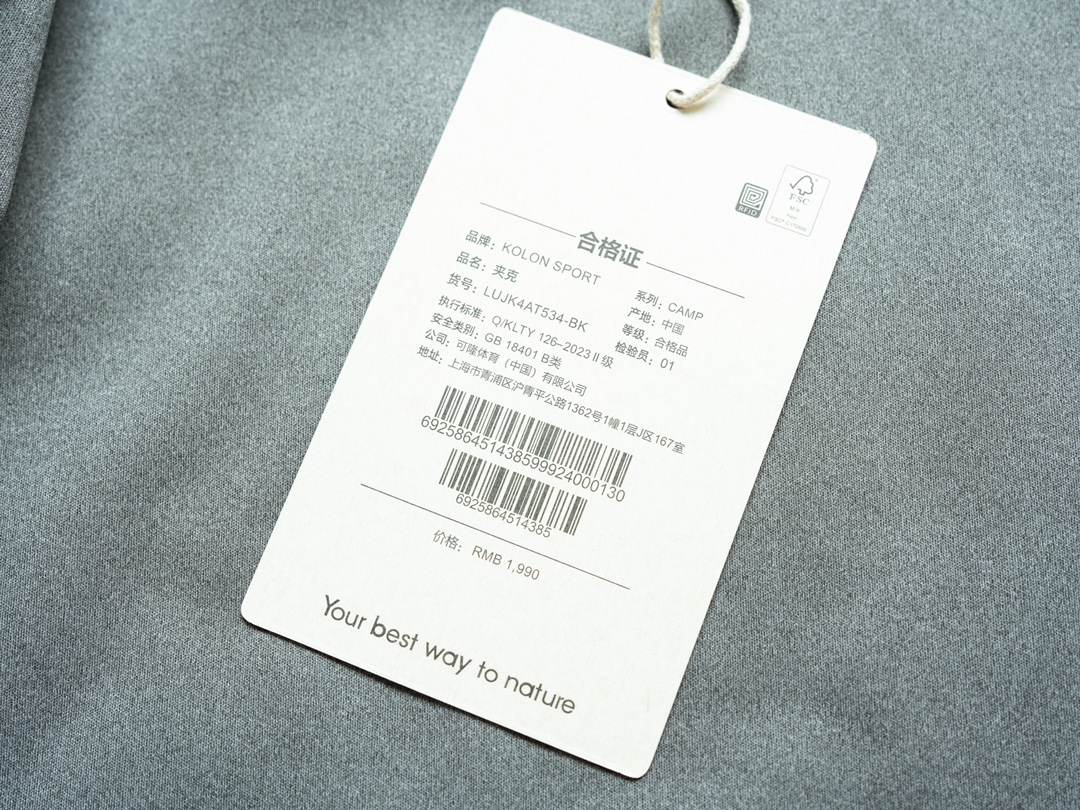 RFID
FSC
合格证
品牌：KOLON SPORT
品名：夹克
系列：CAMP
货号：LUJK4AT534-BK
产地：中国
执行标准：Q/KLTY 126–2023 II 级
等级：合格品
安全类别：GB 18401 B类
检验员：01
公司：可隆体育（中国）有限公司
地址：上海市青浦区沪青平公路1362号1幢1层J区167室
692586451438599924000130
6925864514385
价格：RMB 1,990
Your best way to nature